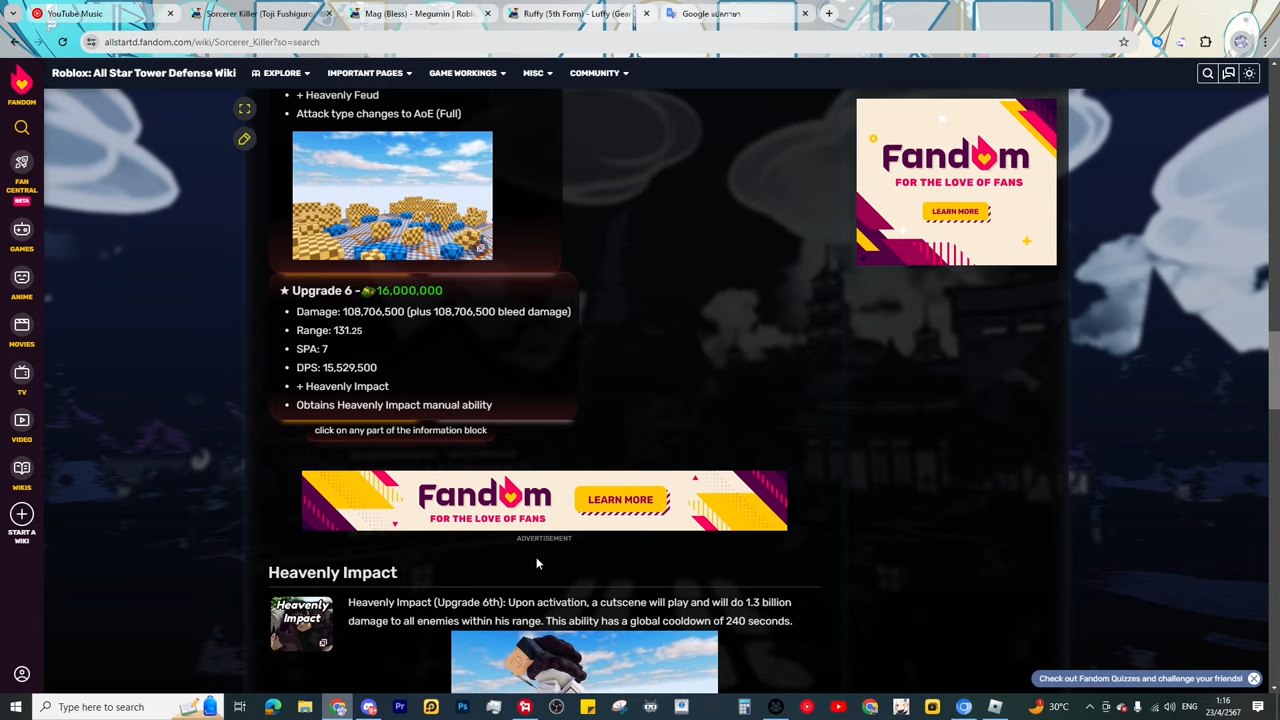 YouTube Music
Sorcerer Killer (Toji Fushiguro
Mag (Bless) - Megumin | Robl
Ruffy (5th Form) - Luffy (Gear
Google แปลภาษา
allstartd.fandom.com/wiki/Sorcerer_Killer?so=search
FANDOM
Roblox: All Star Tower Defense Wiki
EXPLORE
IMPORTANT PAGES
GAME WORKINGS
MISC
COMMUNITY
FAN CENTRAL
BETA
GAMES
ANIME
MOVIES
TV
VIDEO
WIKIS
START A WIKI
• + Heavenly Feud
• Attack type changes to AoE (Full)
★ Upgrade 6 - 16,000,000
• Damage: 108,706,500 (plus 108,706,500 bleed damage)
• Range: 131.25
• SPA: 7
• DPS: 15,529,500
• + Heavenly Impact
• Obtains Heavenly Impact manual ability
click on any part of the information block
Fandom
FOR THE LOVE OF FANS
LEARN MORE
Fandom
FOR THE LOVE OF FANS
LEARN MORE
ADVERTISEMENT
Heavenly Impact
Heavenly Impact
Heavenly Impact (Upgrade 6th): Upon activation, a cutscene will play and will do 1.3 billion
damage to all enemies within his range. This ability has a global cooldown of 240 seconds.
Check out Fandom Quizzes and challenge your friends!
Type here to search
30°C
ENG
1:16
23/4/2567